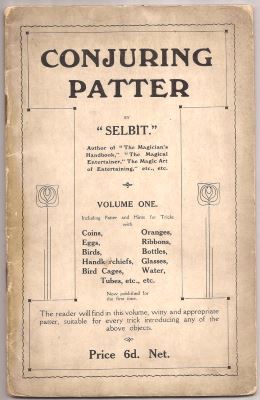 CONJURING
PATTER
BY
"SELBIT."
Author of "The Magician's
Handbook," "The Magical
Entertainer," The Magic Art
of Entertaining," etc., etc.
VOLUME ONE.
Including Patter and Hints for Tricks
with
Coins, Oranges,
Eggs, Ribbons,
Birds, Bottles,
Handkerchiefs, Glasses,
Bird Cages, Water,
Tubes, etc., etc.
Now published for
the first time.
The reader will find in this volume, witty and appropriate
patter, suitable for every trick introducing any of the
above objects.
Price 6d. Net.